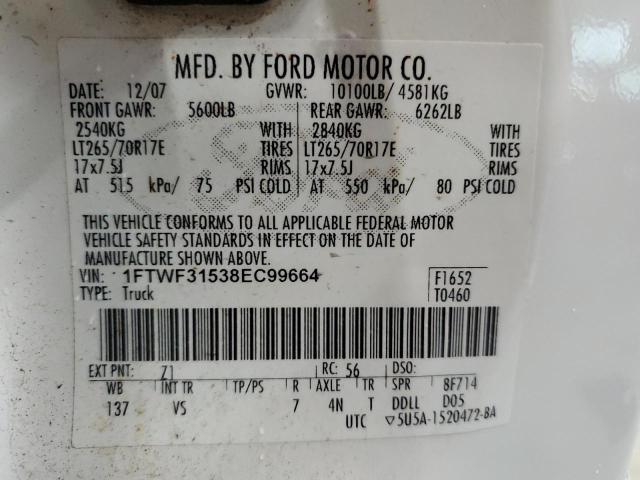 MFD. BY FORD MOTOR CO.
DATE: 12/07 GVWR: 10100LB/ 4581KG
FRONT GAWR: 5600LB REAR GAWR: 6262LB
2540KG WITH 2840KG WITH
LT265/70R17E TIRES LT265/70R17E TIRES
17x7.5J RIMS 17x7.5J RIMS
AT 515 kPa/ 75 PSI COLD AT 550 kPa/ 80 PSI COLD
THIS VEHICLE CONFORMS TO ALL APPLICABLE FEDERAL MOTOR
VEHICLE SAFETY STANDARDS IN EFFECT ON THE DATE OF
MANUFACTURE SHOWN ABOVE.
VIN: 1FTWF31538EC99664 F1652
TYPE: Truck T0460
EXT PNT: Z1 RC: 56 DSO:
WB INT TR TP/PS R AXLE TR SPR 8F714
137 VS 7 4N T DDLL D05
UTC ▽5U5A-1520472-BA